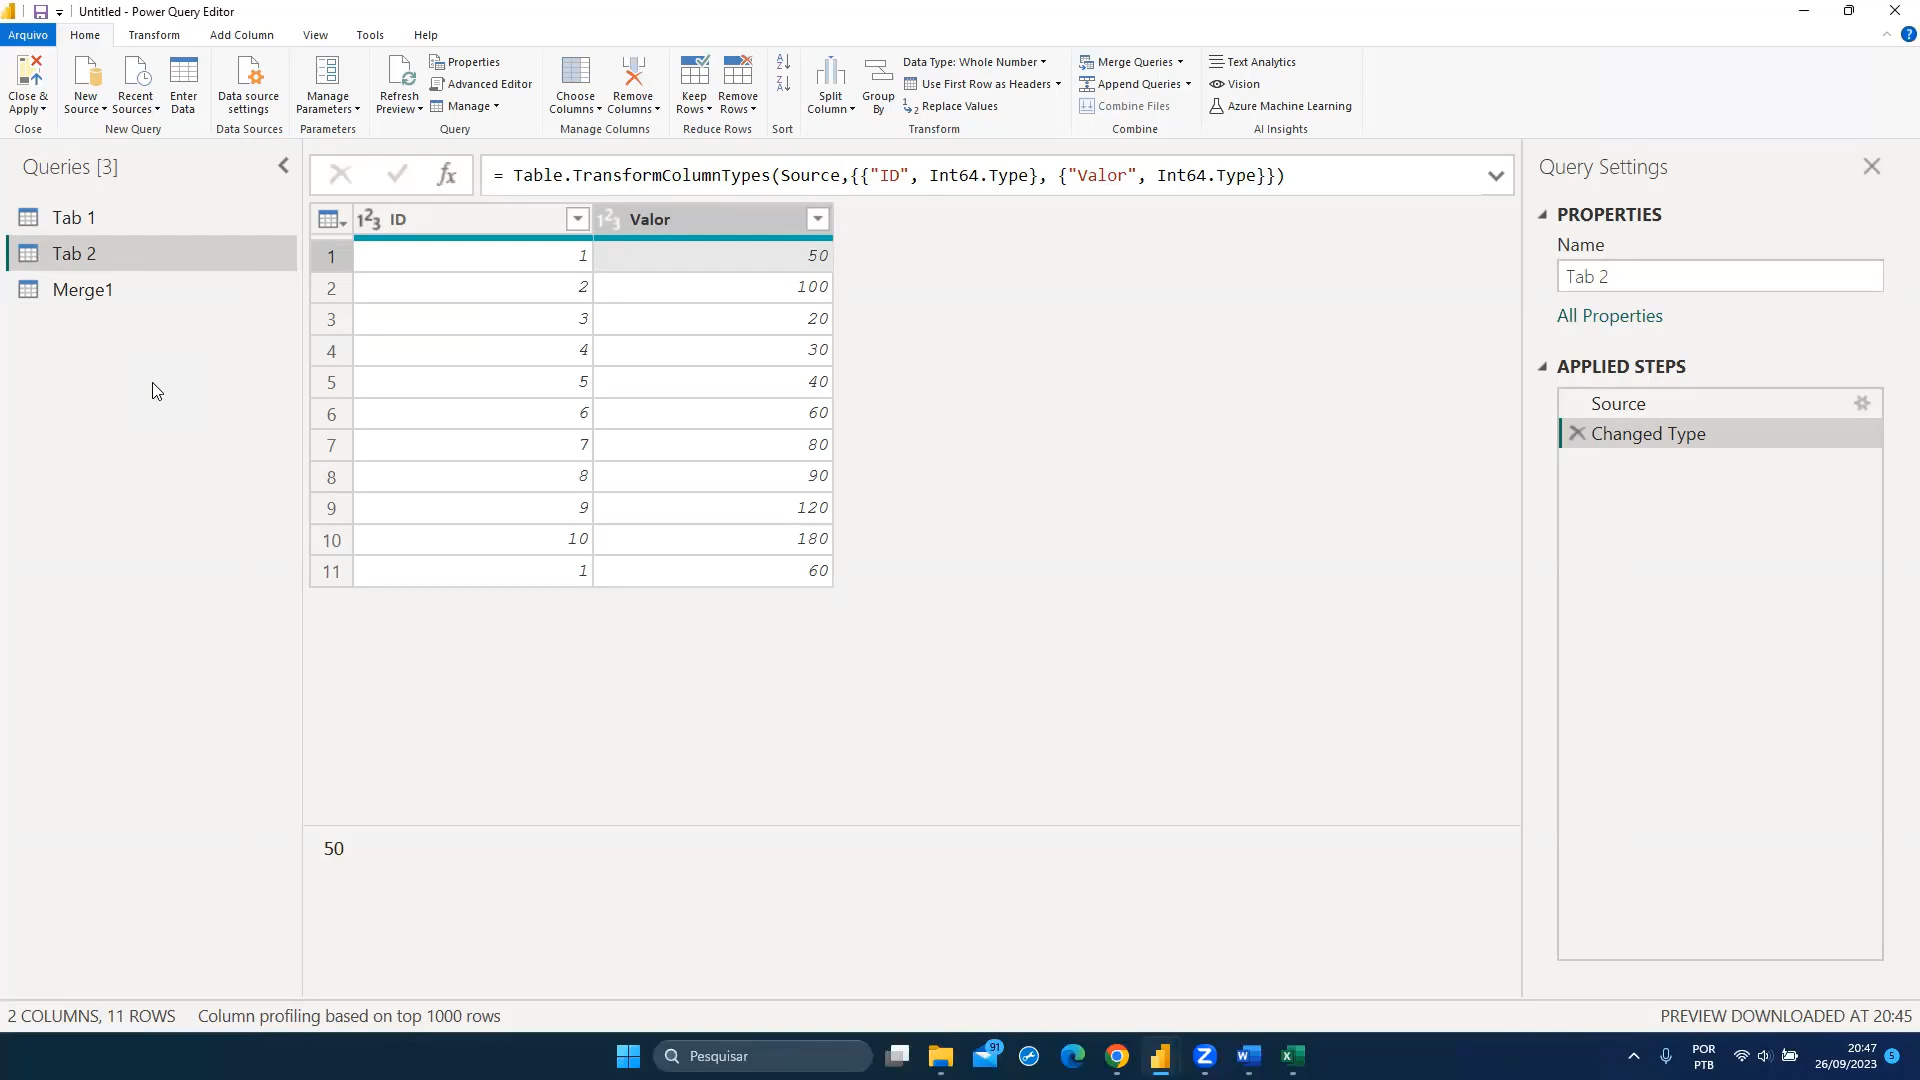 Untitled - Power Query Editor
Arquivo Home Transform Add Column View Tools Help
Close & Apply
New Source
Recent Sources
Enter Data
Data source settings
Manage Parameters
Refresh Preview
Properties
Advanced Editor
Manage
Choose Columns
Remove Columns
Keep Rows
Remove Rows
Split Column
Group By
Data Type: Whole Number
Use First Row as Headers
Replace Values
Merge Queries
Append Queries
Combine Files
Text Analytics
Vision
Azure Machine Learning
Close New Query Data Sources Parameters Query Manage Columns Reduce Rows Sort Transform Combine AI Insights
Queries [3]
Tab 1
Tab 2
Merge1
fx = Table.TransformColumnTypes(Source,{{"ID", Int64.Type}, {"Valor", Int64.Type}})
ID Valor
1 1 50
2 2 100
3 3 20
4 4 30
5 5 40
6 6 60
7 7 80
8 8 90
9 9 120
10 10 180
11 1 60
50
Query Settings
PROPERTIES
Name
Tab 2
All Properties
APPLIED STEPS
Source
Changed Type
2 COLUMNS, 11 ROWS Column profiling based on top 1000 rows PREVIEW DOWNLOADED AT 20:45
Pesquisar
91
POR
PTB
20:47
26/09/2023
5